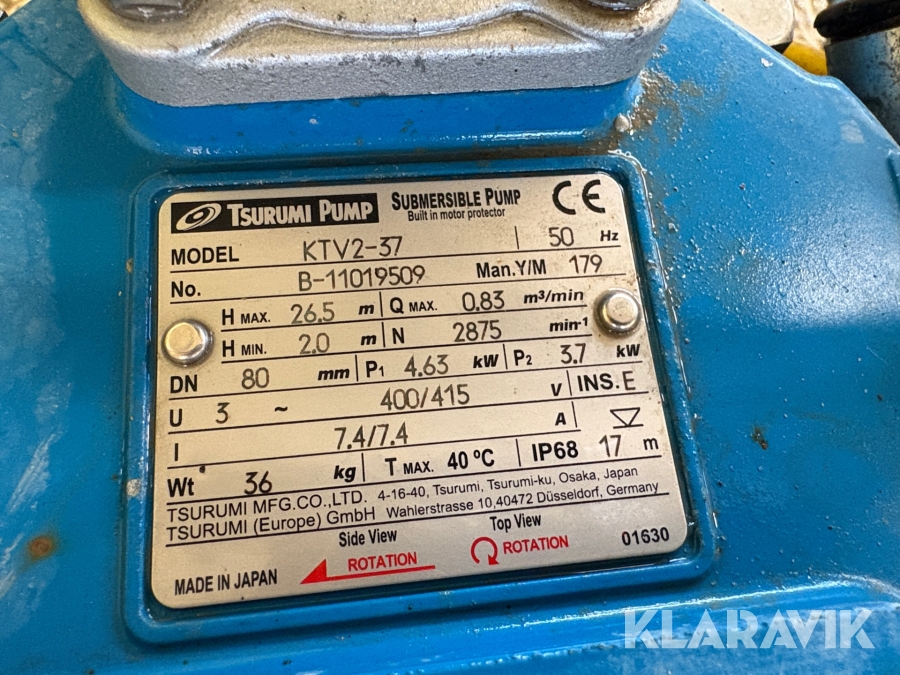 TSURUMI PUMP SUBMERSIBLE PUMP CE
Built in motor protector
MODEL KTV2-37 50 Hz
No. B-11019509 Man.Y/M 179
H MAX. 26.5 m Q MAX. 0.83 m³/min
H MIN. 2.0 m N 2875 min-1
DN 80 mm P1 4.63 kW P2 3.7 kW
U 3 ~ 400/415 V INS.E
I 7.4/7.4 A
Wt 36 kg T MAX. 40 °C IP68 17 m
TSURUMI MFG.CO.,LTD. 4-16-40, Tsurumi, Tsurumi-ku, Osaka, Japan
TSURUMI (Europe) GmbH Wahlerstrasse 10,40472 Düsseldorf, Germany
Side View Top View
ROTATION ROTATION 01630
MADE IN JAPAN
KLARAVIK